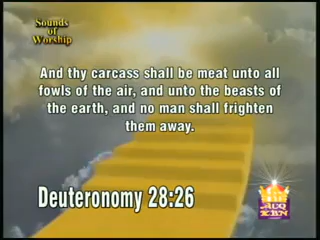 Sounds
of
Worship
And thy carcass shall be meat unto all
fowls of the air, and unto the beasts of
the earth, and no man shall frighten
them away.
Deuteronomy 28:26